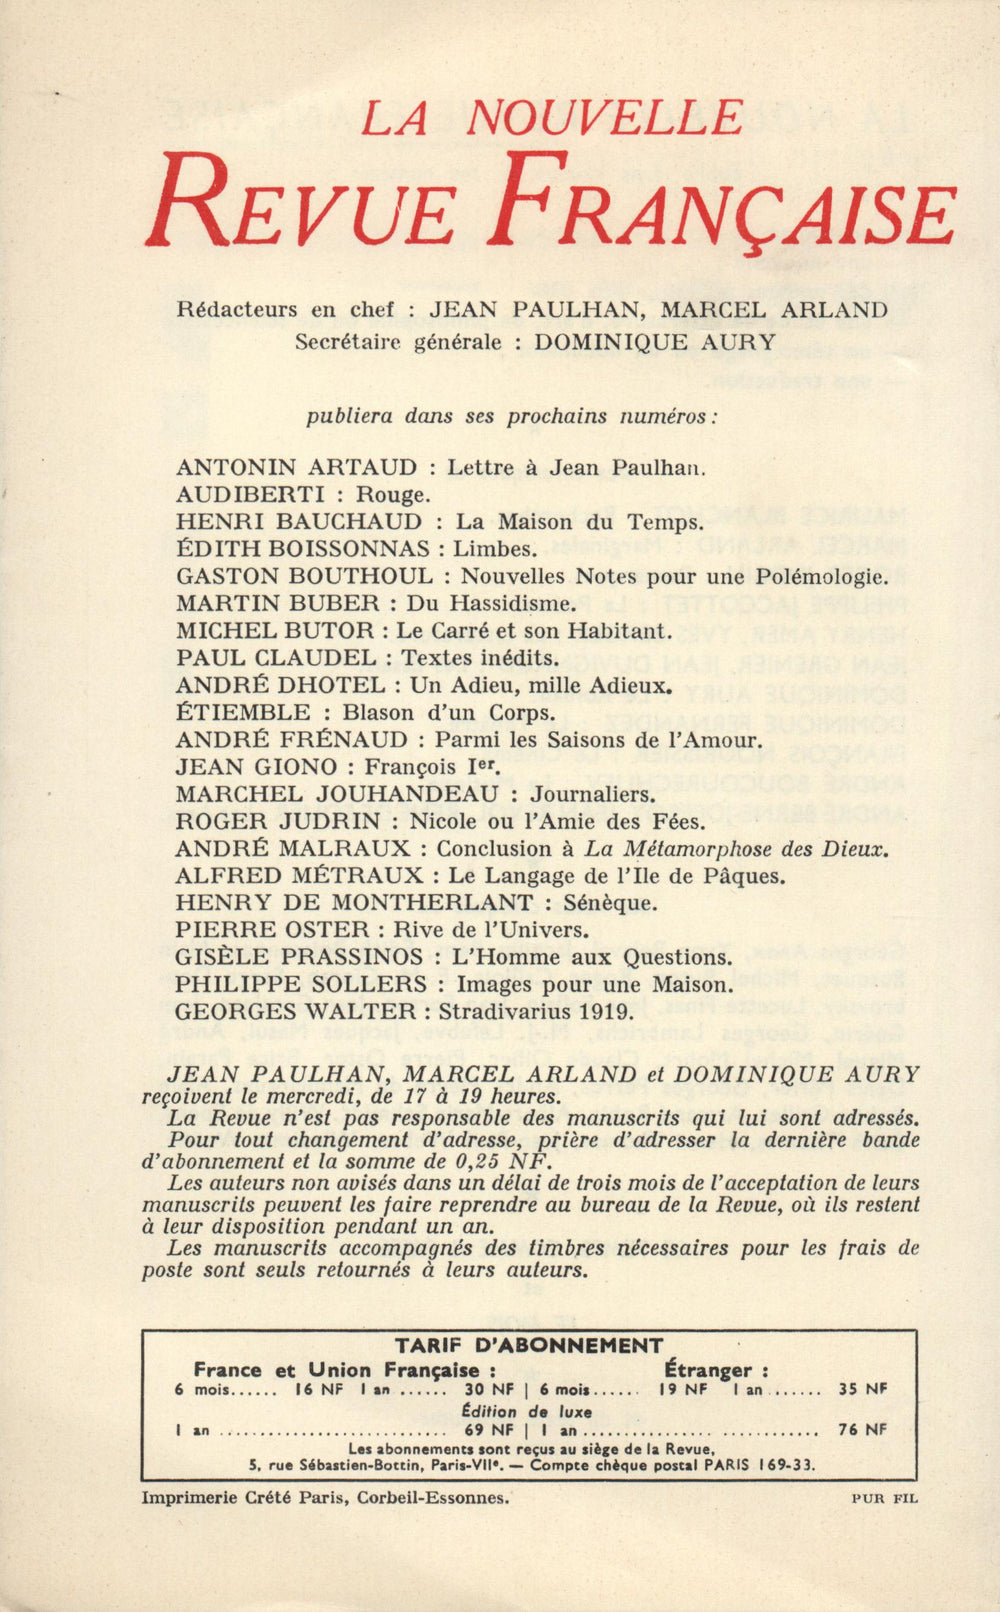 LA NOUVELLE
REVUE FRANÇAISE
Rédacteurs en chef : JEAN PAULHAN, MARCEL ARLAND
Secrétaire générale : DOMINIQUE AURY
publiera dans ses prochains numéros :
ANTONIN ARTAUD : Lettre à Jean Paulhan.
AUDIBERTI : Rouge.
HENRI BAUCHAUD : La Maison du Temps.
ÉDITH BOISSONNAS : Limbes.
GASTON BOUTHOUL : Nouvelles Notes pour une Polémologie.
MARTIN BUBER : Du Hassidisme.
MICHEL BUTOR : Le Carré et son Habitant.
PAUL CLAUDEL : Textes inédits.
ANDRÉ DHOTEL : Un Adieu, mille Adieux.
ÉTIEMBLE : Blason d'un Corps.
ANDRÉ FRÉNAUD : Parmi les Saisons de l'Amour.
JEAN GIONO : François Ier.
MARCHEL JOUHANDEAU : Journaliers.
ROGER JUDRIN : Nicole ou l'Amie des Fées.
ANDRÉ MALRAUX : Conclusion à La Métamorphose des Dieux.
ALFRED MÉTRAUX : Le Langage de l'Ile de Pâques.
HENRY DE MONTHERLANT : Sénèque.
PIERRE OSTER : Rive de l'Univers.
GISÈLE PRASSINOS : L'Homme aux Questions.
PHILIPPE SOLLERS : Images pour une Maison.
GEORGES WALTER : Stradivarius 1919.
JEAN PAULHAN, MARCEL ARLAND et DOMINIQUE AURY
reçoivent le mercredi, de 17 à 19 heures.
La Revue n'est pas responsable des manuscrits qui lui sont adressés.
Pour tout changement d'adresse, prière d'adresser la dernière bande
d'abonnement et la somme de 0,25 NF.
Les auteurs non avisés dans un délai de trois mois de l'acceptation de leurs
manuscrits peuvent les faire reprendre au bureau de la Revue, où ils restent
à leur disposition pendant un an.
Les manuscrits accompagnés des timbres nécessaires pour les frais de
poste sont seuls retournés à leurs auteurs.
TARIF D'ABONNEMENT
France et Union Française : Étranger :
6 mois...... 16 NF 1 an ...... 30 NF | 6 mois...... 19 NF 1 an ....... 35 NF
Édition de luxe
1 an .......................... 69 NF | 1 an ............................ 76 NF
Les abonnements sont reçus au siège de la Revue,
5, rue Sébastien-Bottin, Paris-VIIe. — Compte chèque postal PARIS 169-33.
Imprimerie Crété Paris, Corbeil-Essonnes. PUR FIL